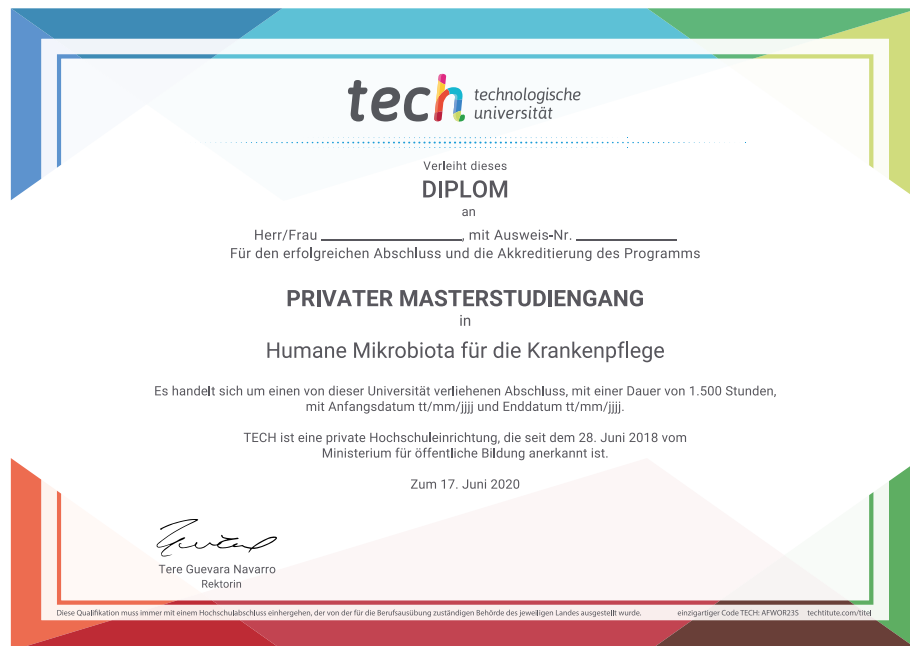 tech technologische
universität
Verleiht dieses
DIPLOM
an
Herr/Frau ____________________, mit Ausweis-Nr. __________________
Für den erfolgreichen Abschluss und die Akkreditierung des Programms
PRIVATER MASTERSTUDIENGANG
in
Humane Mikrobiota für die Krankenpflege
Es handelt sich um einen von dieser Universität verliehenen Abschluss, mit einer Dauer von 1.500 Stunden,
mit Anfangsdatum tt/mm/jjjj und Enddatum tt/mm/jjjj.
TECH ist eine private Hochschuleinrichtung, die seit dem 28. Juni 2018 vom
Ministerium für öffentliche Bildung anerkannt ist.
Zum 17. Juni 2020
Tere Guevara Navarro
Rektorin
Diese Qualifikation muss immer mit einem Hochschulabschluss einhergehen, der von der für die Berufsausübung zuständigen Behörde des jeweiligen Landes ausgestellt wurde. einzigartiger Code TECH: AFWOR23S techtitute.com/titel